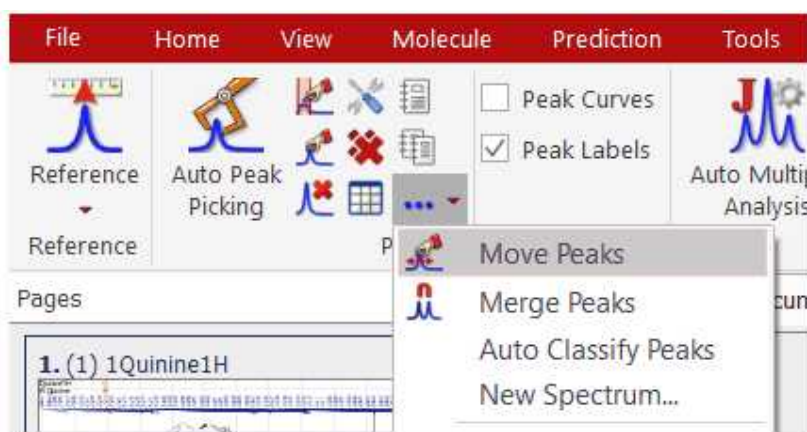 File Home View Molecule Prediction Tools
Reference
Auto Peak
Picking
Peak Curves
Peak Labels
Auto
Analysis
Reference
Move Peaks
Merge Peaks
Auto Classify Peaks
New Spectrum...
Pages
1. (1) 1Quinine1H